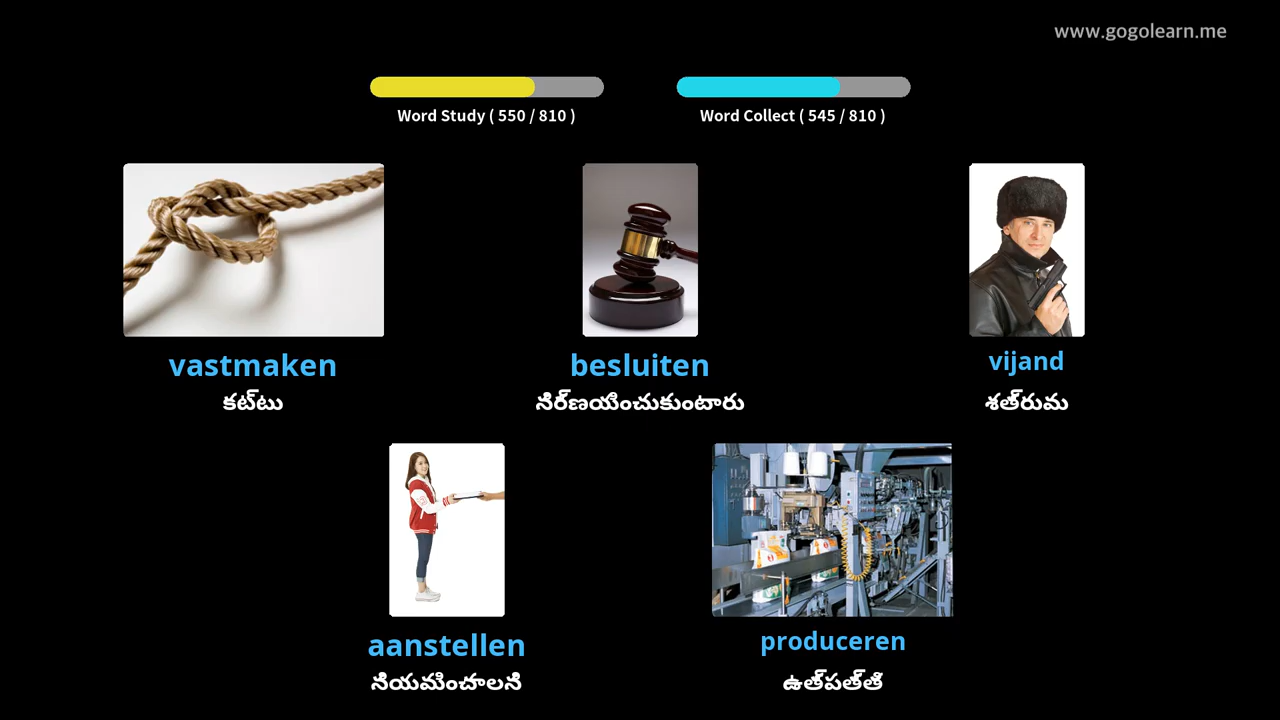 www.gogolearn.me
Word Study ( 550 / 810 )
Word Collect ( 545 / 810 )
vastmaken
కట్టు
besluiten
నిర్ణయించుకుంటారు
vijand
శత్రుమ
aanstellen
నియమించాలని
produceren
ఉత్పత్తి